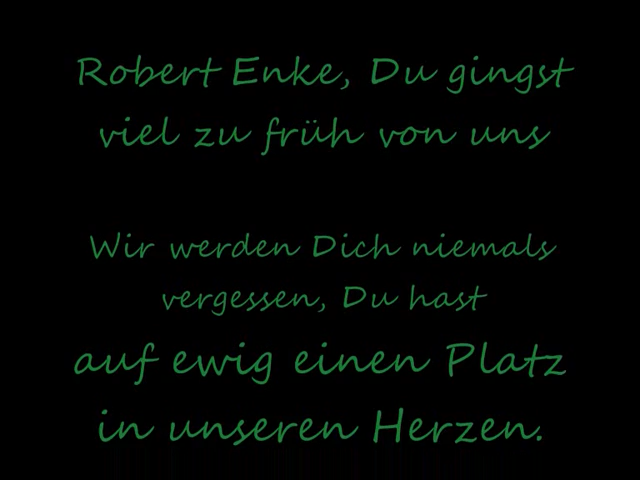 Robert Enke, Du gingst
viel zu früh von uns
Wir werden Dich niemals
vergessen, Du hast
auf ewig einen Platz
in unseren Herzen.